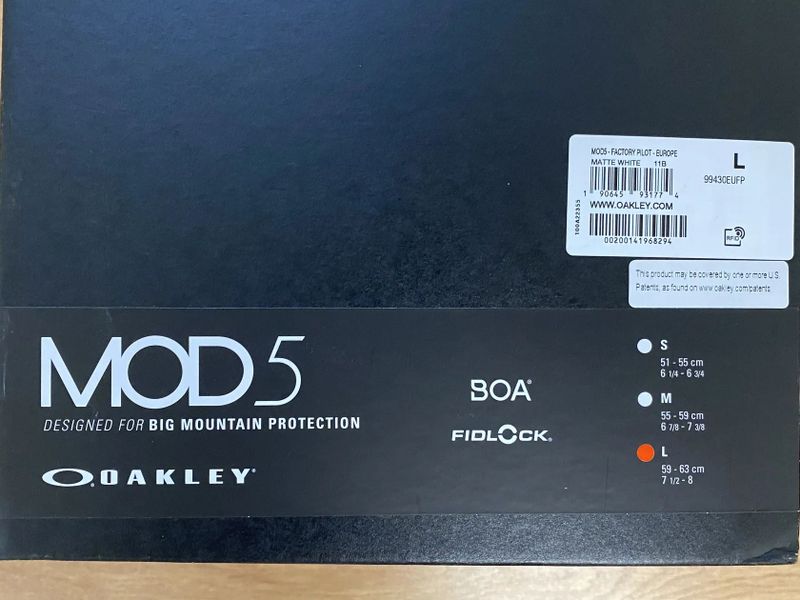 MOD5 - FACTORY PILOT - EUROPE
MATTE WHITE 11B
L
99430EUFP
1 90645 93177 4
WWW.OAKLEY.COM
100A22355
00200141968294
RFID
This product may be covered by one or more U.S.
Patents, as found on www.oakley.com/patents
MOD5
DESIGNED FOR BIG MOUNTAIN PROTECTION
OAKLEY®
BOA®
FIDLOCK®
S
51 - 55 cm
6 1/4 - 6 3/4
M
55 - 59 cm
6 7/8 - 7 3/8
L
59 - 63 cm
7 1/2 - 8